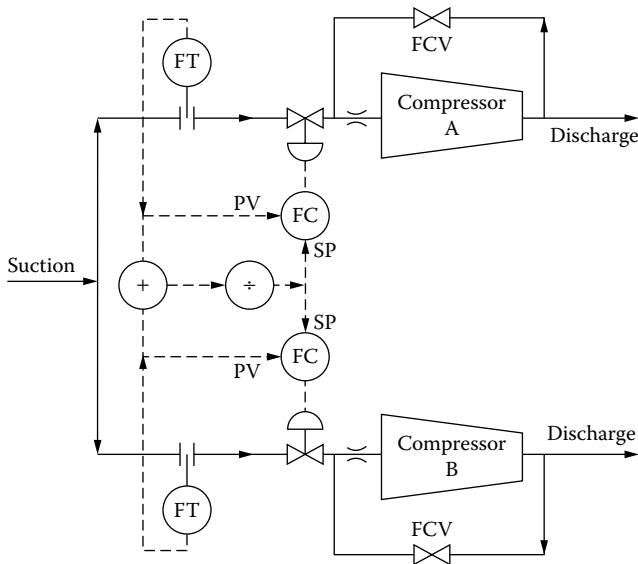 FCV
FT
Compressor
A
Discharge
PV
FC
SP
Suction
+
÷
SP
FC
PV
Compressor
B
Discharge
FT
FCV